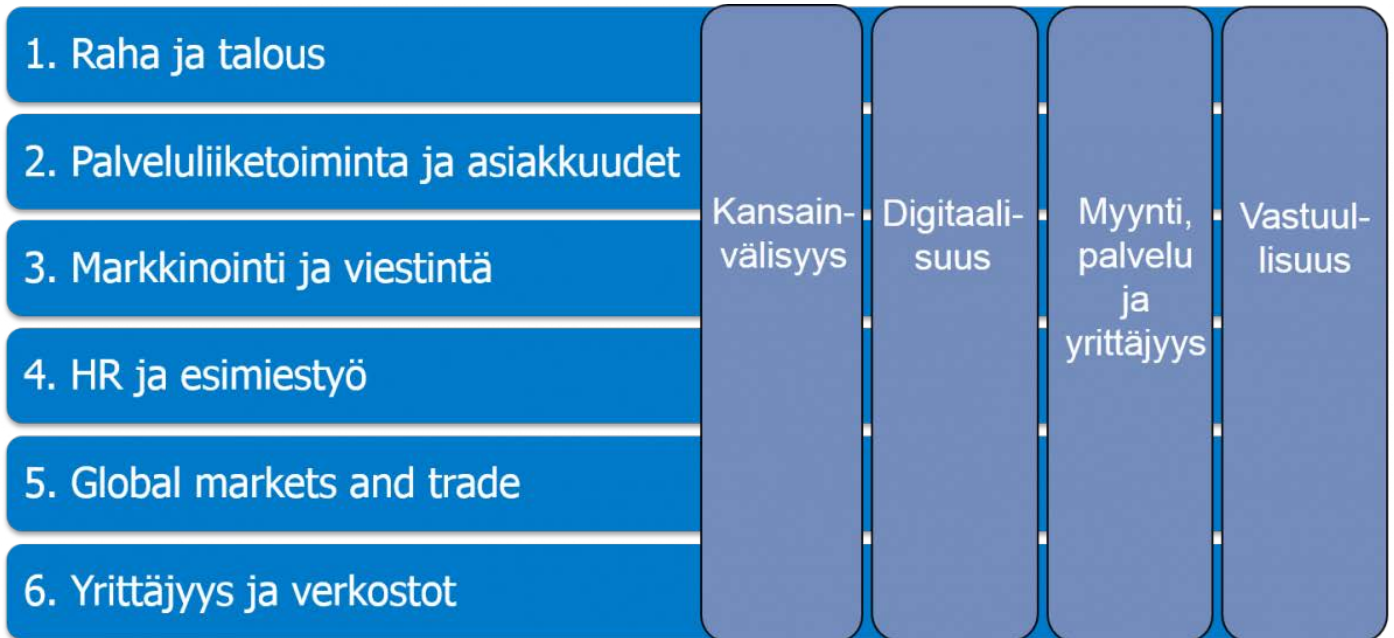 1. Raha ja talous
2. Palveluliiketoiminta ja asiakkuudet
3. Markkinointi ja viestintä
4. HR ja esimiestyö
5. Global markets and trade
6. Yrittäjyys ja verkostot
Kansain-
välisyys
Digitaali-
suus
Myynti,
palvelu
ja
yrittäjyys
Vastuul-
lisuus